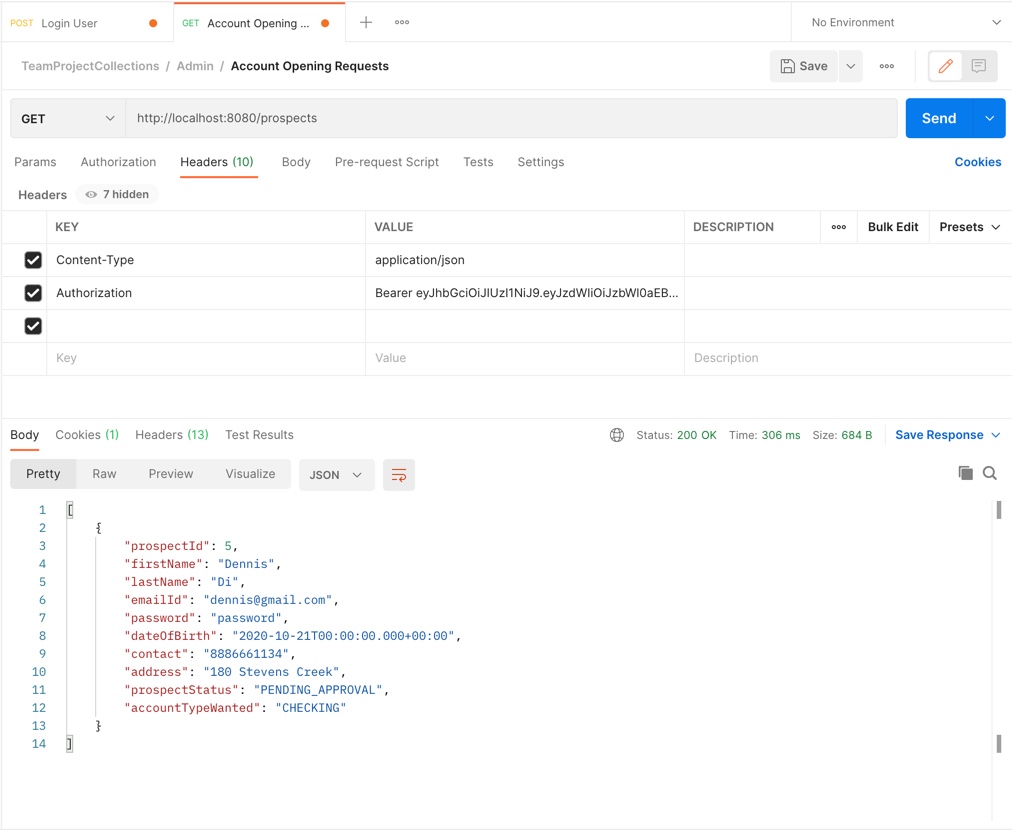 POST Login User GET Account Opening ... No Environment
TeamProjectCollections / Admin / Account Opening Requests Save
GET http://localhost:8080/prospects Send
Params Authorization Headers (10) Body Pre-request Script Tests Settings Cookies
Headers 7 hidden
KEY VALUE DESCRIPTION Bulk Edit Presets
Content-Type application/json
Authorization Bearer eyJhbGciOiJIUzI1NiJ9.eyJzdWIiOiJzbWl0aEB...
Key Value Description
Body Cookies (1) Headers (13) Test Results Status: 200 OK Time: 306 ms Size: 684 B Save Response
Pretty Raw Preview Visualize JSON
1 [
2 {
3 "prospectId": 5,
4 "firstName": "Dennis",
5 "lastName": "Di",
6 "emailId": "dennis@gmail.com",
7 "password": "password",
8 "dateOfBirth": "2020-10-21T00:00:00.000+00:00",
9 "contact": "8886661134",
10 "address": "180 Stevens Creek",
11 "prospectStatus": "PENDING_APPROVAL",
12 "accountTypeWanted": "CHECKING"
13 }
14 ]